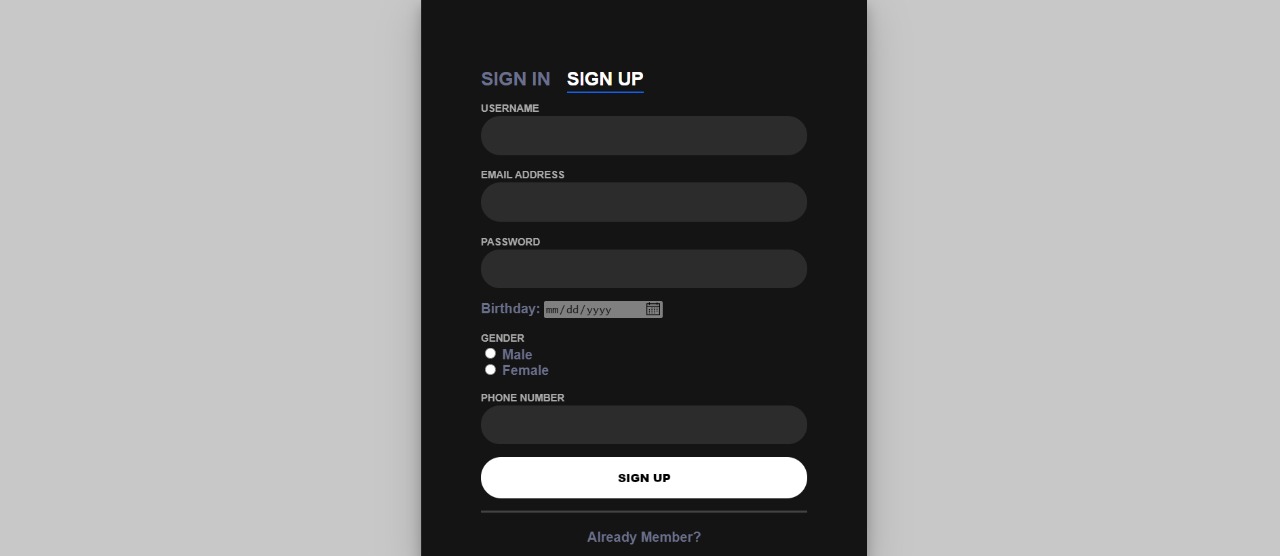 SIGN IN SIGN UP
USERNAME
EMAIL ADDRESS
PASSWORD
Birthday: mm/dd/yyyy
GENDER
Male
Female
PHONE NUMBER
SIGN UP
Already Member?